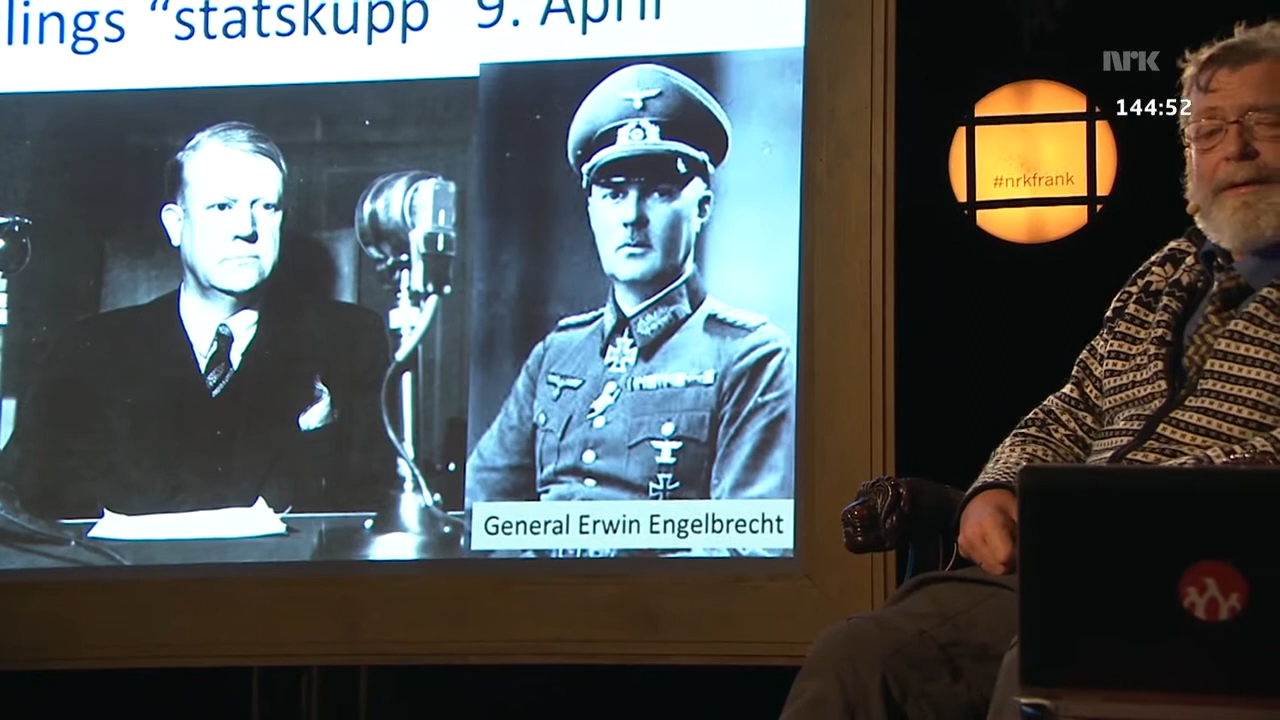 lings “statskupp” 9. April
nrk
144:52
#nrkfrank
General Erwin Engelbrecht